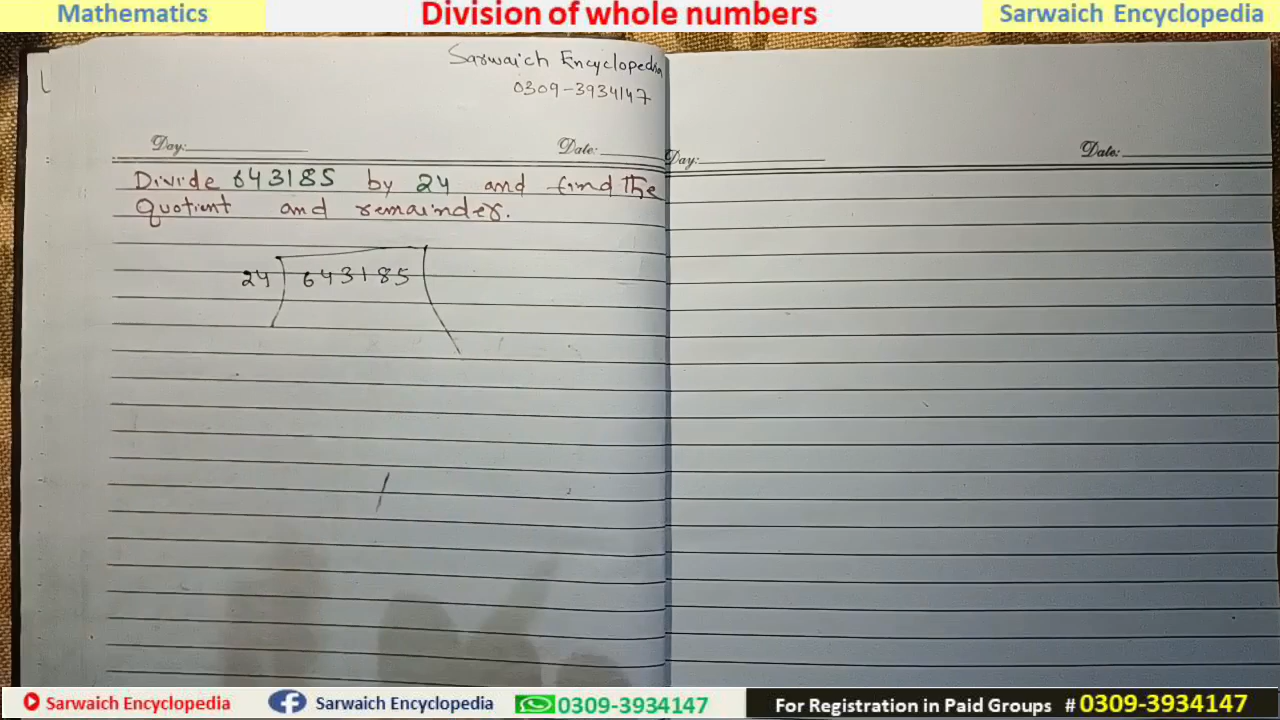 Mathematics
Division of whole numbers
Sarwaich Encyclopedia
Sarwaich Encyclopedia
0309-3934147
Day:
Date:
Day:
Date:
Divide 643185 by 24 and find the
Quotient and remainder.
24 643185
Sarwaich Encyclopedia
Sarwaich Encyclopedia
0309-3934147
For Registration in Paid Groups # 0309-3934147